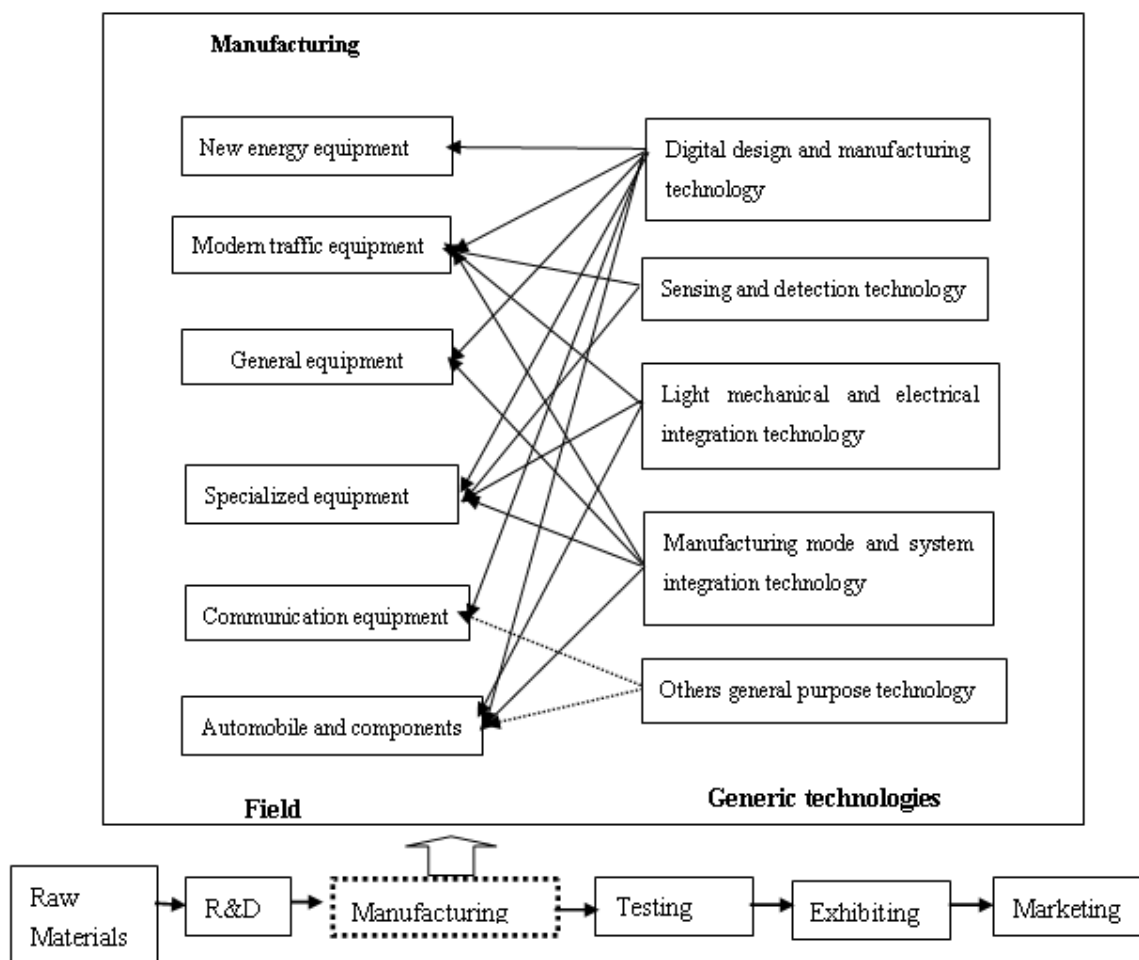 Manufacturing
New energy equipment
Digital design and manufacturing
technology
Modern traffic equipment
Sensing and detection technology
General equipment
Light mechanical and electrical
integration technology
Specialized equipment
Manufacturing mode and system
integration technology
Communication equipment
Others general purpose technology
Automobile and components
Field
Generic technologies
Raw
Materials
R&D
Manufacturing
Testing
Exhibiting
Marketing